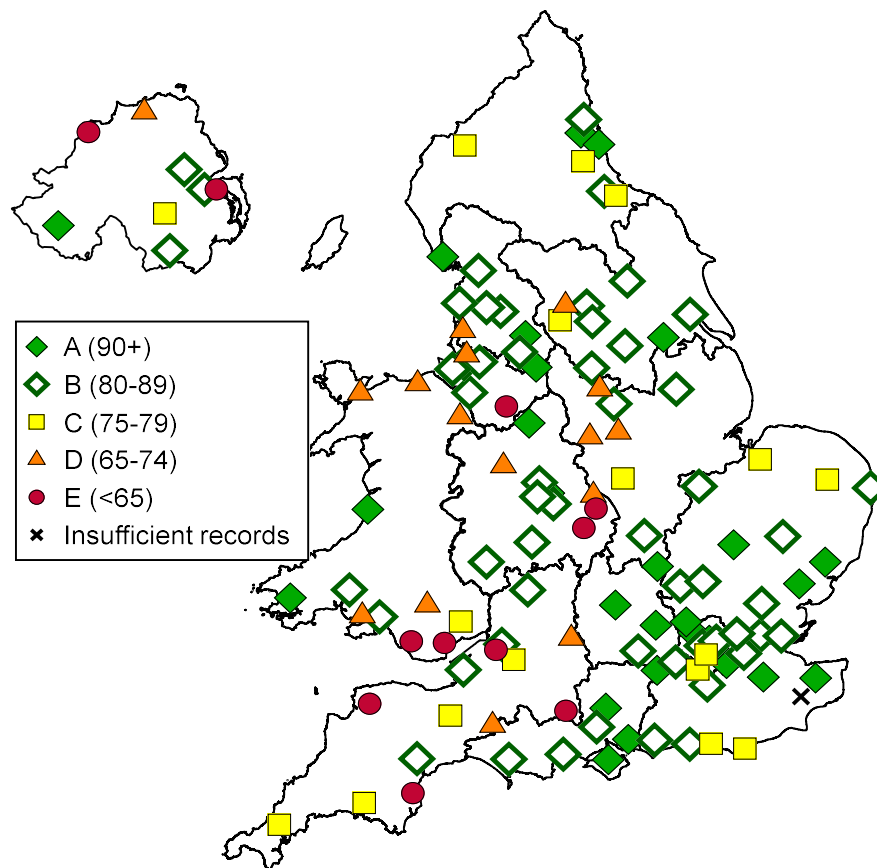 A (90+)
B (80-89)
C (75-79)
D (65-74)
E (<65)
Insufficient records